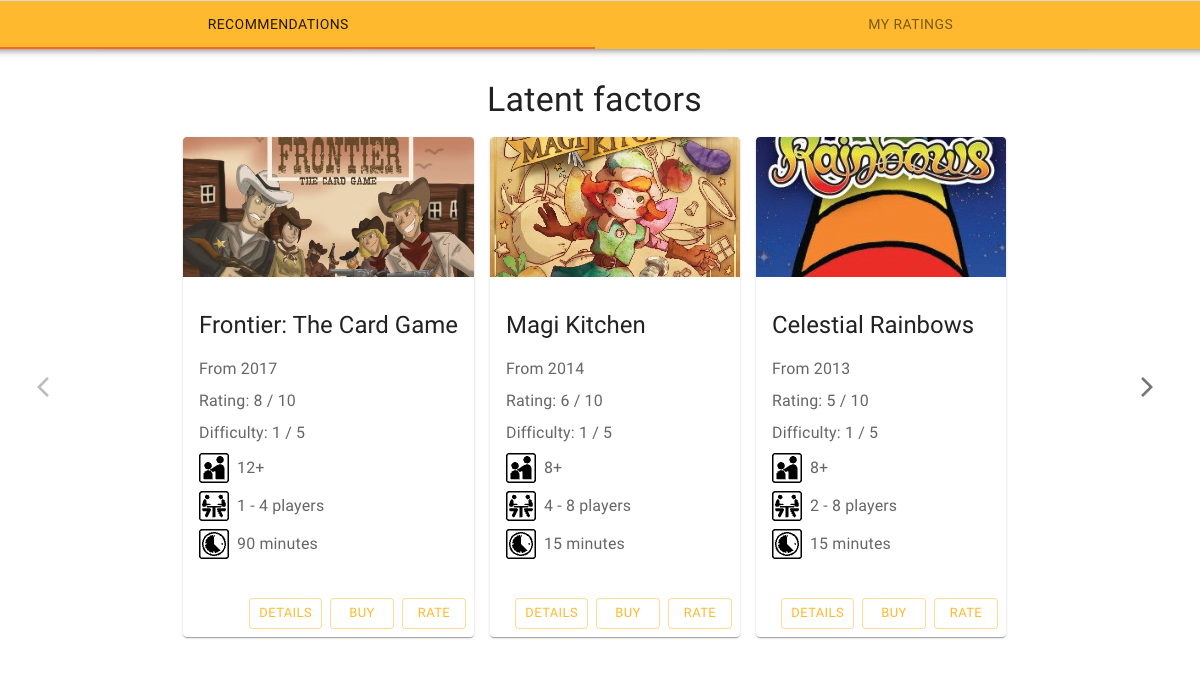 RECOMMENDATIONS
MY RATINGS
Latent factors
FRONTIER
THE CARD GAME
Frontier: The Card Game
From 2017
Rating: 8 / 10
Difficulty: 1 / 5
12+
1 - 4 players
90 minutes
DETAILS
BUY
RATE
MAGI
Magi Kitchen
From 2014
Rating: 6 / 10
Difficulty: 1 / 5
8+
4 - 8 players
15 minutes
DETAILS
BUY
RATE
Rainbows
Celestial Rainbows
From 2013
Rating: 5 / 10
Difficulty: 1 / 5
8+
2 - 8 players
15 minutes
DETAILS
BUY
RATE